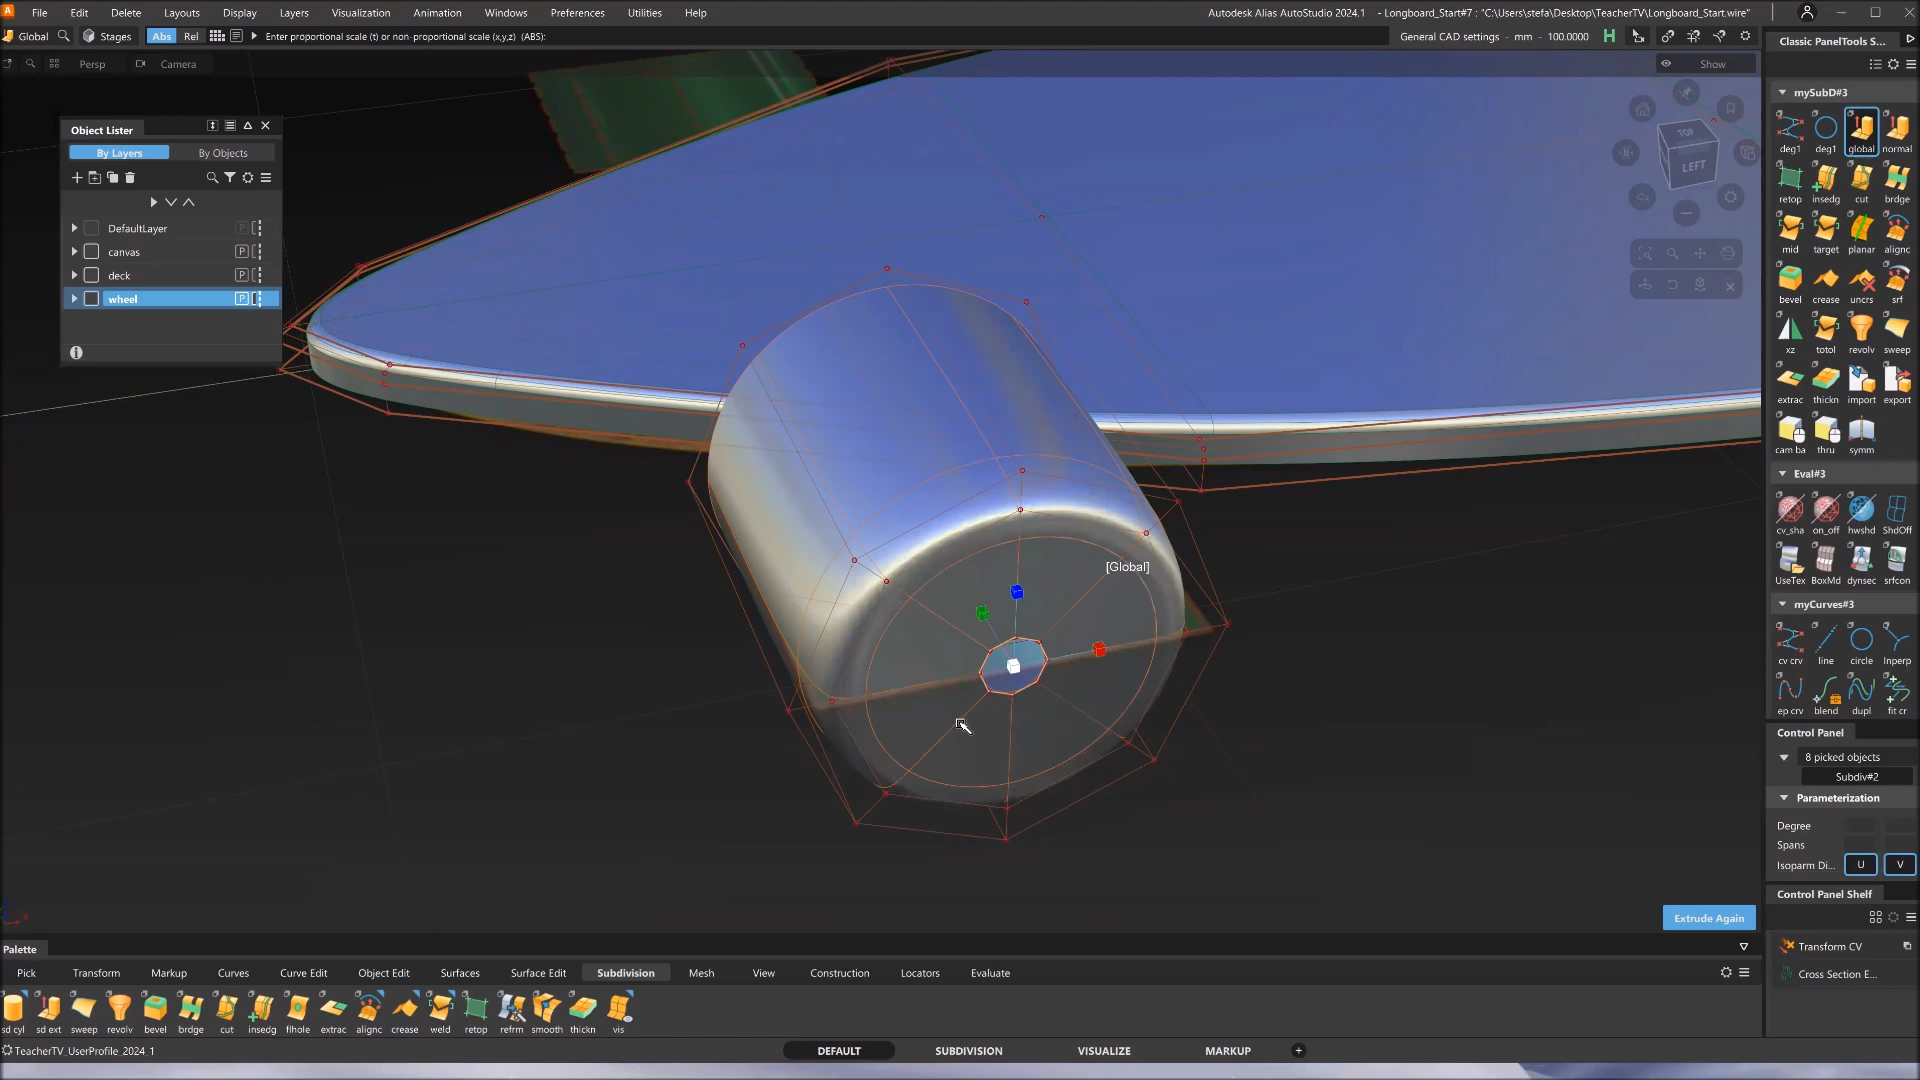 File Edit Delete Layouts Display Layers Visualization Animation Windows Preferences Utilities Help
Autodesk Alias AutoStudio 2024.1 - Longboard_Start#7 : "C:\Users\stefa\Desktop\TeacherTV\Longboard_Start.wire"
Global Stages Abs Rel Enter proportional scale (t) or non-proportional scale (x,y,z) (ABS):
General CAD settings - mm - 100.0000
Classic PanelTools S...
Persp Camera
Show
Object Lister
By Layers By Objects
DefaultLayer P
canvas P
deck P
wheel P
TOP
LEFT
[Global]
Extrude Again
mySubD#3
deg1 deg1 global normal
retop insedg cut brdge
mid target planar alignc
bevel crease uncrs srf
xz totol revolv sweep
extrac thickn import export
cam ba thru symm
Eval#3
cv_sha on_off hwshd ShdOff
UseTex BoxMd dynsec srfcon
myCurves#3
cv crv line circle lnperp
ep crv blend dupl fit cr
Control Panel
8 picked objects
Subdiv#2
Parameterization
Degree
Spans
Isoparm Di... U V
Control Panel Shelf
Transform CV
Cross Section E...
Palette
Pick Transform Markup Curves Curve Edit Object Edit Surfaces Surface Edit Subdivision Mesh View Construction Locators Evaluate
sd cyl sd ext sweep revolv bevel brdge cut insedg flhole extrac alignc crease weld retop refrm smooth thickn vis
TeacherTV_UserProfile_2024_1
DEFAULT SUBDIVISION VISUALIZE MARKUP